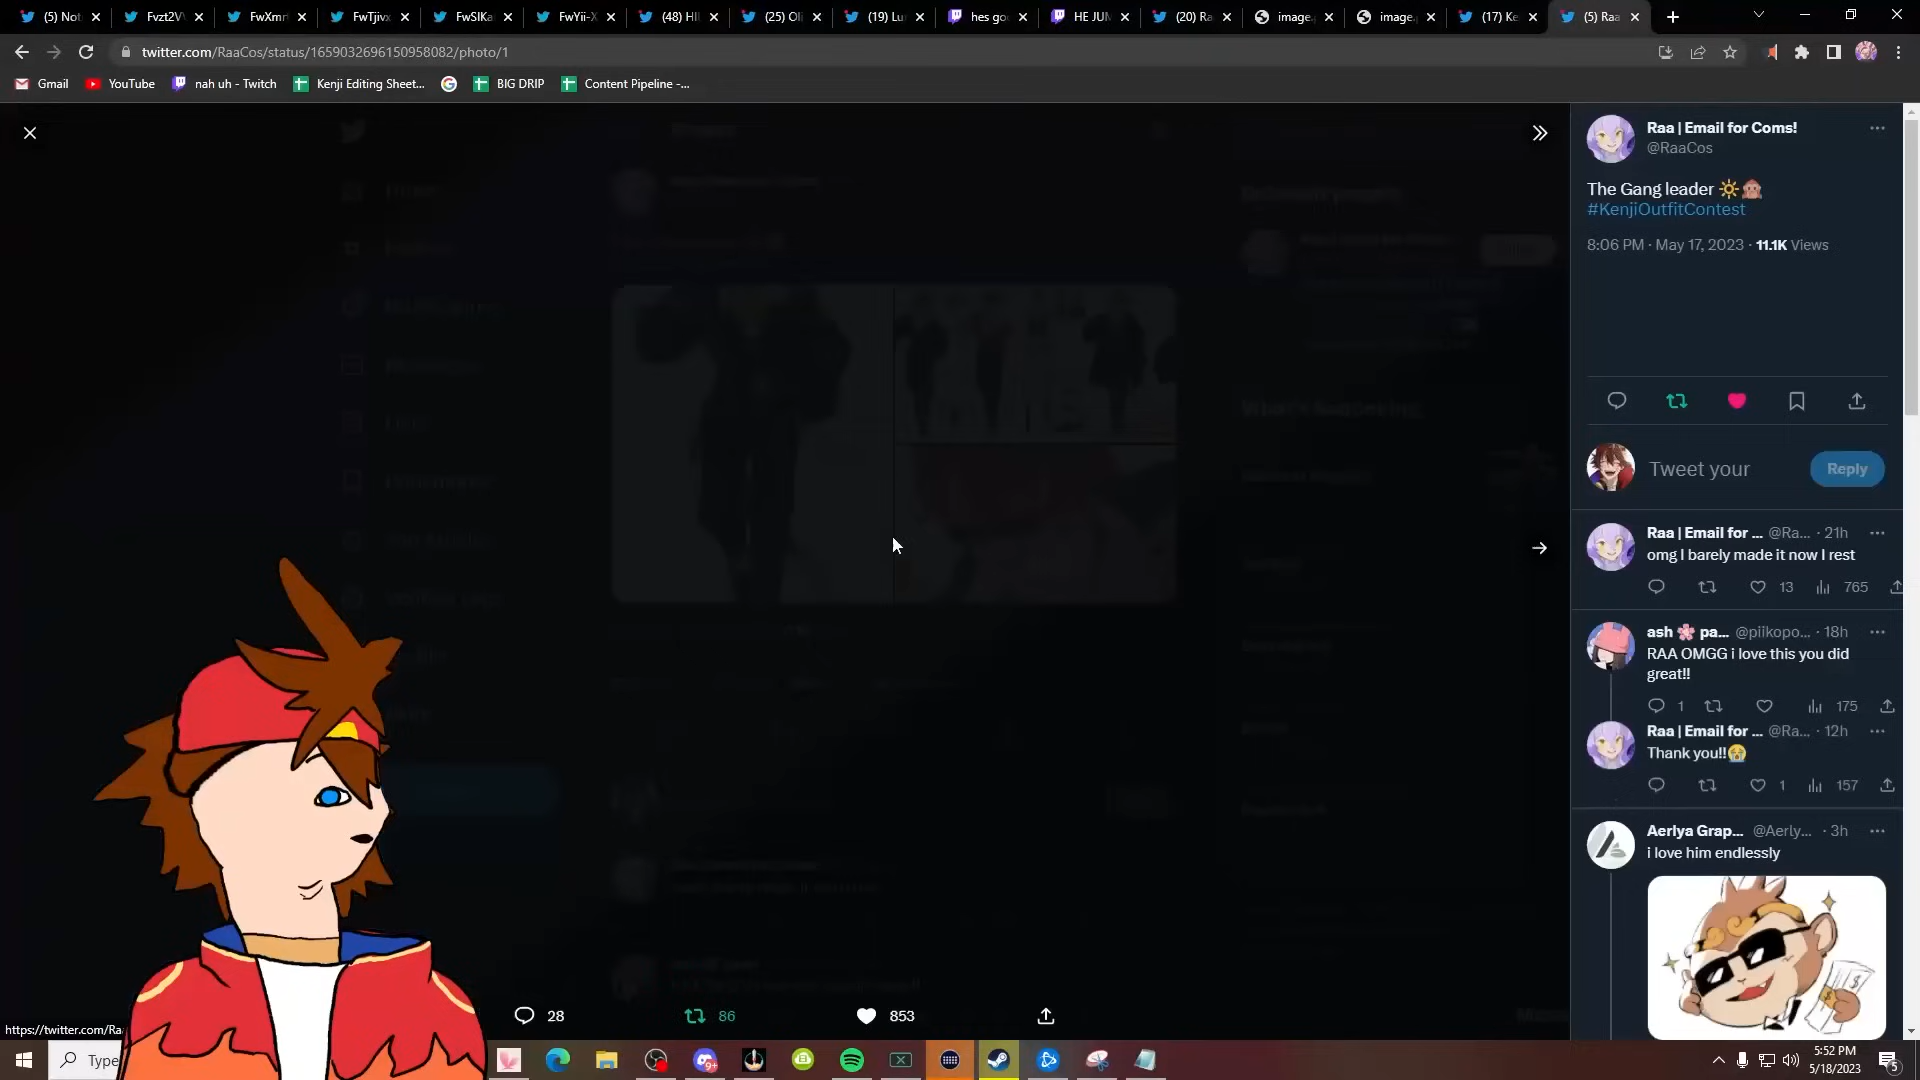 (5) Not
Fvzt2V
FwXmr
FwTjivx
FwSIKa
FwYii-X
(48) HI
(25) Oli
(19) Lu
hes go
HE JUM
(20) Ra
image.
image.
(17) Ke
(5) Raa
twitter.com/RaaCos/status/1659032696150958082/photo/1
Gmail
YouTube
nah uh - Twitch
Kenji Editing Sheet...
BIG DRIP
Content Pipeline -...
Raa | Email for Coms!
@RaaCos
The Gang leader 🔆🙊
#KenjiOutfitContest
8:06 PM · May 17, 2023 · 11.1K Views
Tweet your
Reply
Raa | Email for ... @Ra... · 21h
omg I barely made it now I rest
13 765
ash 🌸 pa... @piikopo... · 18h
RAA OMGG i love this you did
great!!
1 175
Raa | Email for ... @Ra... · 12h
Thank you!!😭
1 157
Aerlya Grap... @Aerly... · 3h
i love him endlessly
28 86 853
https://twitter.com/Ra
Type
9+
5:52 PM
5/18/2023
5